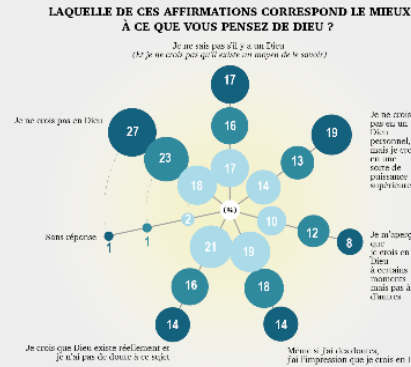 LAQUELLE DE CES AFFIRMATIONS CORRESPOND LE MIEUX
À CE QUE VOUS PENSEZ DE DIEU ?
Je ne sais pas s'il y a un Dieu
(Et je ne crois pas qu'il existe un moyen de le savoir)
17
16
17
Je ne crois pas en Dieu
27
23
18
19
13
14
Je ne crois
pas en un
Dieu
personnel,
mais je cro
en une
sorte de
puissance
supérieure
(%)
Sans réponse
1
1
2
10
12
8
Je m'aperç
que
je crois en
Dieu
à certains
moments
mais pas à
d'autres
21
16
14
19
18
14
Je crois que Dieu existe réellement et
je n'ai pas de doute à ce sujet
Même si j'ai des doutes,
j'ai l'impression que je crois en